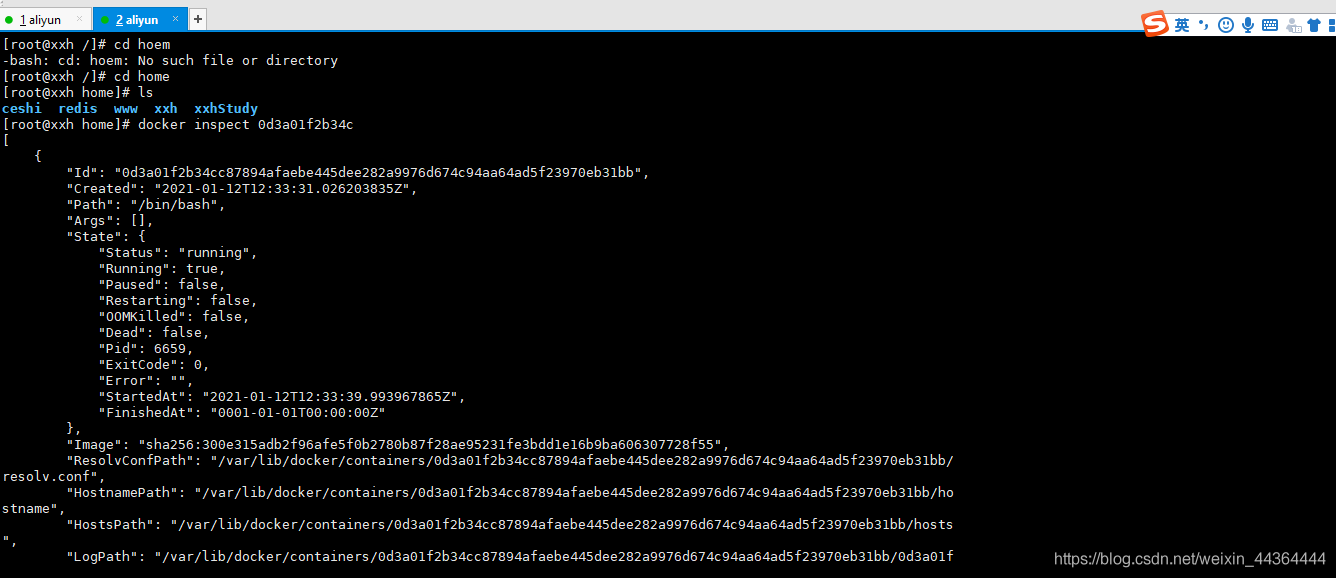 1 aliyun × 2 aliyun × +
英
[root@xxh /]# cd hoem
-bash: cd: hoem: No such file or directory
[root@xxh /]# cd home
[root@xxh home]# ls
ceshi  redis  www  xxh  xxhStudy
[root@xxh home]# docker inspect 0d3a01f2b34c
[
    {
        "Id": "0d3a01f2b34cc87894afaebe445dee282a9976d674c94aa64ad5f23970eb31bb",
        "Created": "2021-01-12T12:33:31.026203835Z",
        "Path": "/bin/bash",
        "Args": [],
        "State": {
            "Status": "running",
            "Running": true,
            "Paused": false,
            "Restarting": false,
            "OOMKilled": false,
            "Dead": false,
            "Pid": 6659,
            "ExitCode": 0,
            "Error": "",
            "StartedAt": "2021-01-12T12:33:39.993967865Z",
            "FinishedAt": "0001-01-01T00:00:00Z"
        },
        "Image": "sha256:300e315adb2f96afe5f0b2780b87f28ae95231fe3bdd1e16b9ba606307728f55",
        "ResolvConfPath": "/var/lib/docker/containers/0d3a01f2b34cc87894afaebe445dee282a9976d674c94aa64ad5f23970eb31bb/
resolv.conf",
        "HostnamePath": "/var/lib/docker/containers/0d3a01f2b34cc87894afaebe445dee282a9976d674c94aa64ad5f23970eb31bb/ho
stname",
        "HostsPath": "/var/lib/docker/containers/0d3a01f2b34cc87894afaebe445dee282a9976d674c94aa64ad5f23970eb31bb/hosts
",
        "LogPath": "/var/lib/docker/containers/0d3a01f2b34cc87894afaebe445dee282a9976d674c94aa64ad5f23970eb31bb/0d3a01f
https://blog.csdn.net/weixin_44364444